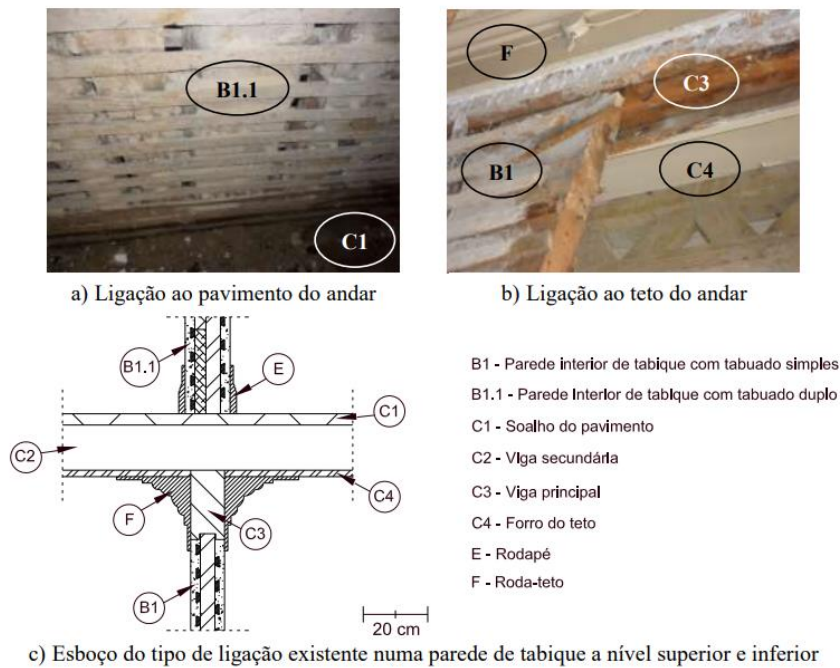 B1.1
C1
F
C3
B1
C4
a) Ligação ao pavimento do andar
b) Ligação ao teto do andar
B1.1
E
C1
C2
C4
F
C3
B1
20 cm
B1 - Parede interior de tabique com tabuado simples
B1.1 - Parede Interior de tabique com tabuado duplo
C1 - Soalho do pavimento
C2 - Viga secundária
C3 - Viga principal
C4 - Forro do teto
E - Rodapé
F - Roda-teto
c) Esboço do tipo de ligação existente numa parede de tabique a nível superior e inferior